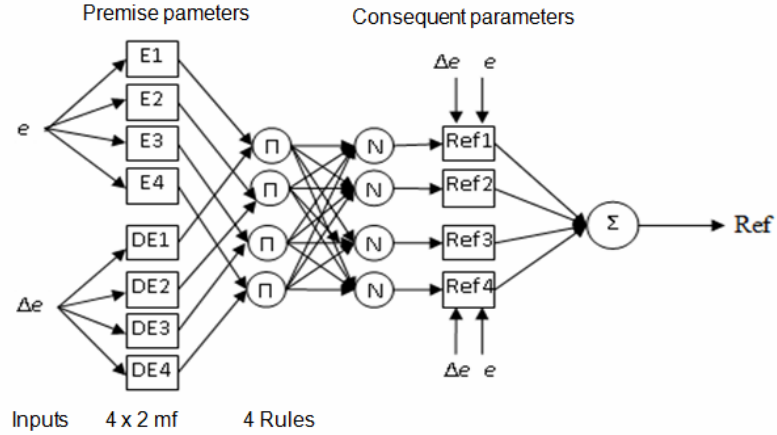 Premise pameters
Consequent parameters
Δe e
E1
E2
E3
E4
e
DE1
DE2
DE3
DE4
Δe
Π
Π
Π
Π
N
N
N
N
Ref1
Ref2
Ref3
Ref4
Σ
Ref
Δe e
Inputs 4 x 2 mf 4 Rules